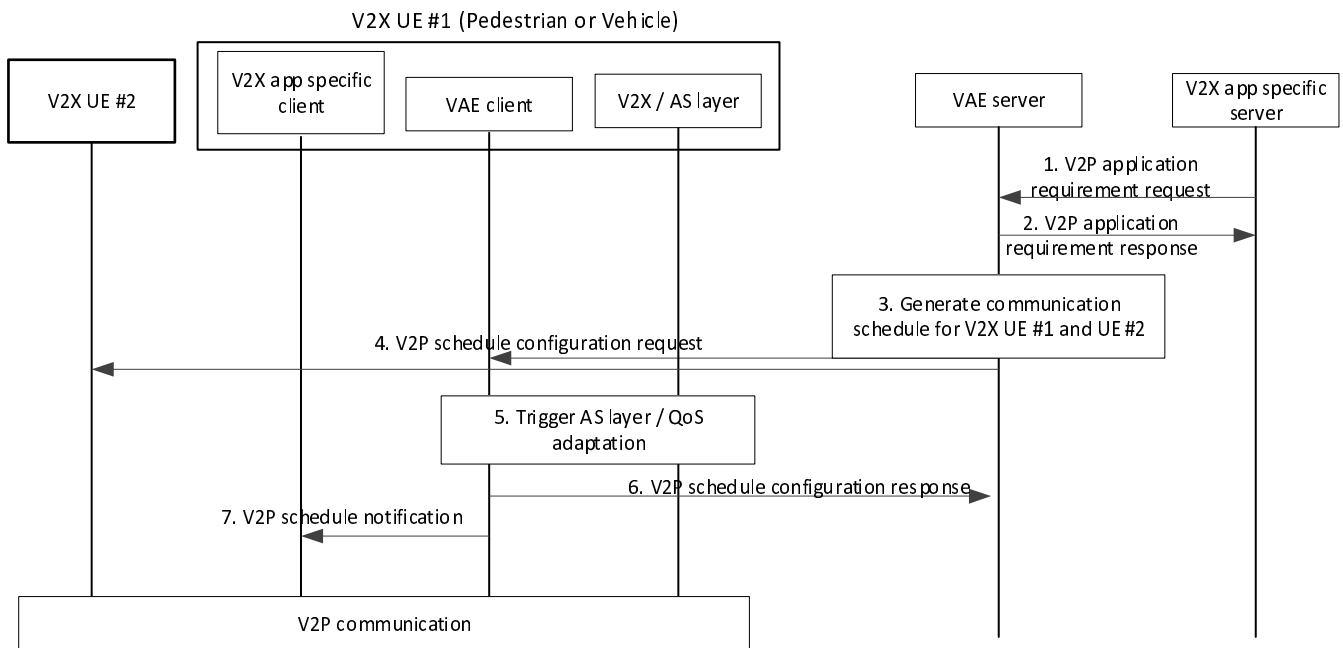 V2X UE #1 (Pedestrian or Vehicle)
V2X UE #2
V2X app specific
client
VAE client
V2X / AS layer
VAE server
V2X app specific
server
1. V2P application
requirement request
2. V2P application
requirement response
3. Generate communication
schedule for V2X UE #1 and UE #2
4. V2P schedule configuration request
5. Trigger AS layer / QoS
adaptation
6. V2P schedule configuration response
7. V2P schedule notification
V2P communication